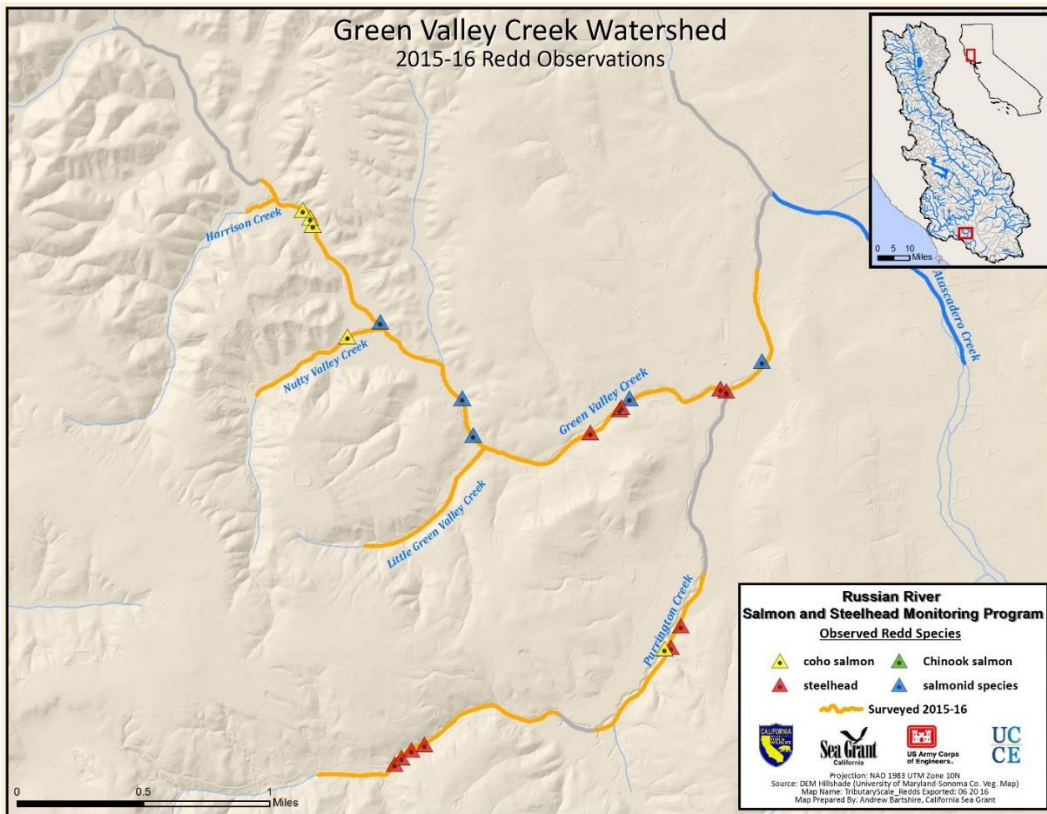 Green Valley Creek Watershed
2015-16 Redd Observations
0 5 10
Miles
Harrison Creek
Atascadero Creek
Nutty Valley Creek
Green Valley Creek
Little Green Valley Creek
Purrington Creek
Russian River
Salmon and Steelhead Monitoring Program
Observed Redd Species
coho salmon
Chinook salmon
steelhead
salmonid species
Surveyed 2015-16
CALIFORNIA
Sea Grant
California
US Army Corps
of Engineers®
UC
CE
Projection: NAD 1983 UTM Zone 10N
Source: DEM Hillshade (University of Maryland-Sonoma Co. Veg. Map)
Map Name: TributaryScale_Redds Exported: 06 20 16
Map Prepared By: Andrew Bartshire, California Sea Grant
0 0.5 1
Miles